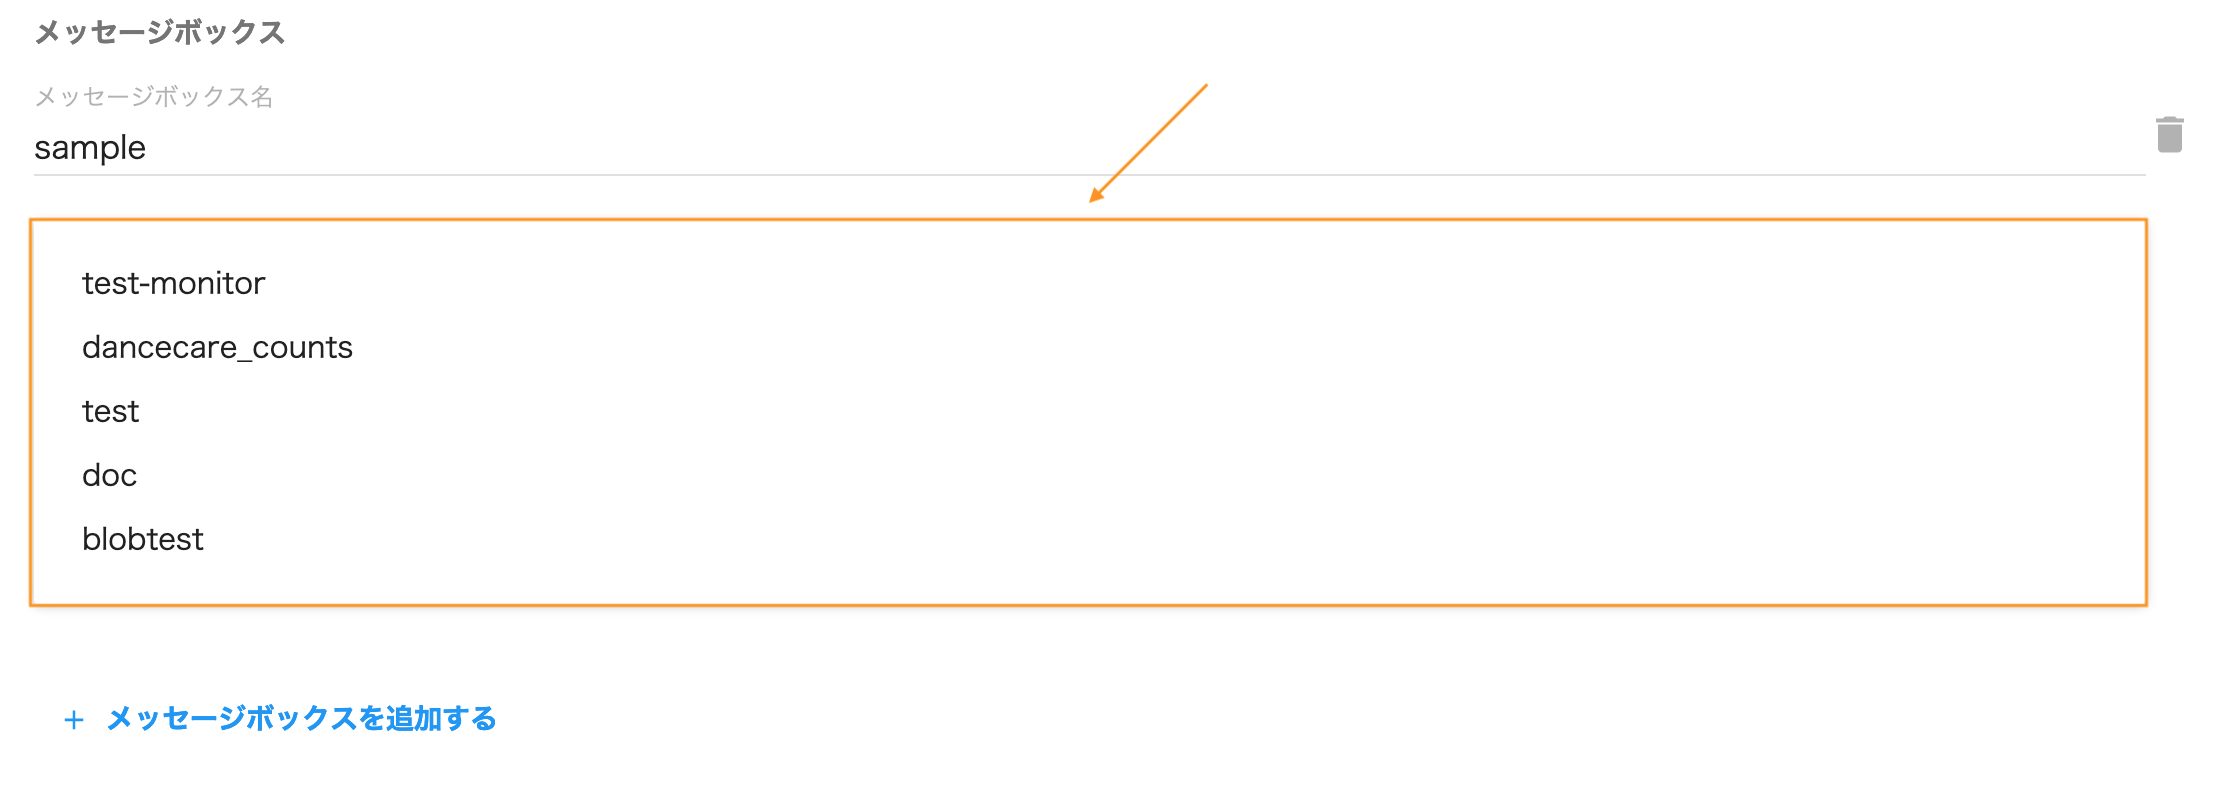 メッセージボックス
メッセージボックス名
sample
test-monitor
dancecare_counts
test
doc
blobtest
+ メッセージボックスを追加する